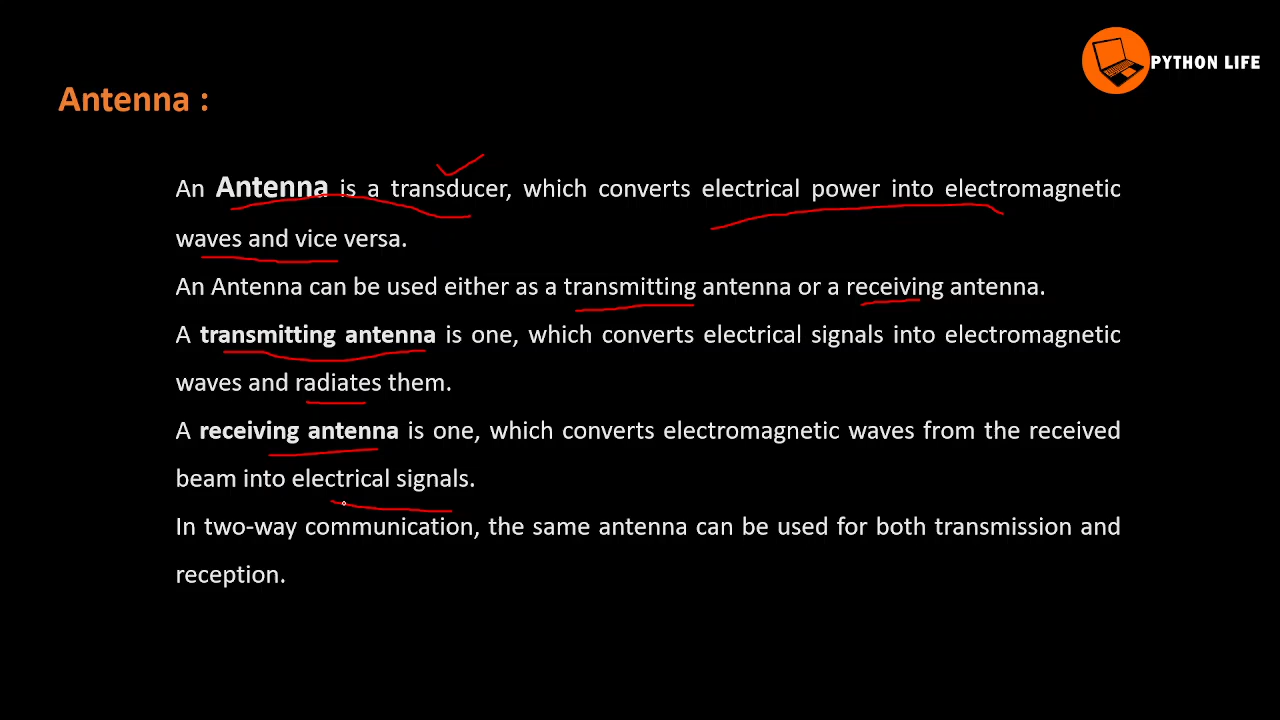 PYTHON LIFE
Antenna :
An Antenna is a transducer, which converts electrical power into electromagnetic
waves and vice versa.
An Antenna can be used either as a transmitting antenna or a receiving antenna.
A transmitting antenna is one, which converts electrical signals into electromagnetic
waves and radiates them.
A receiving antenna is one, which converts electromagnetic waves from the received
beam into electrical signals.
In two-way communication, the same antenna can be used for both transmission and
reception.